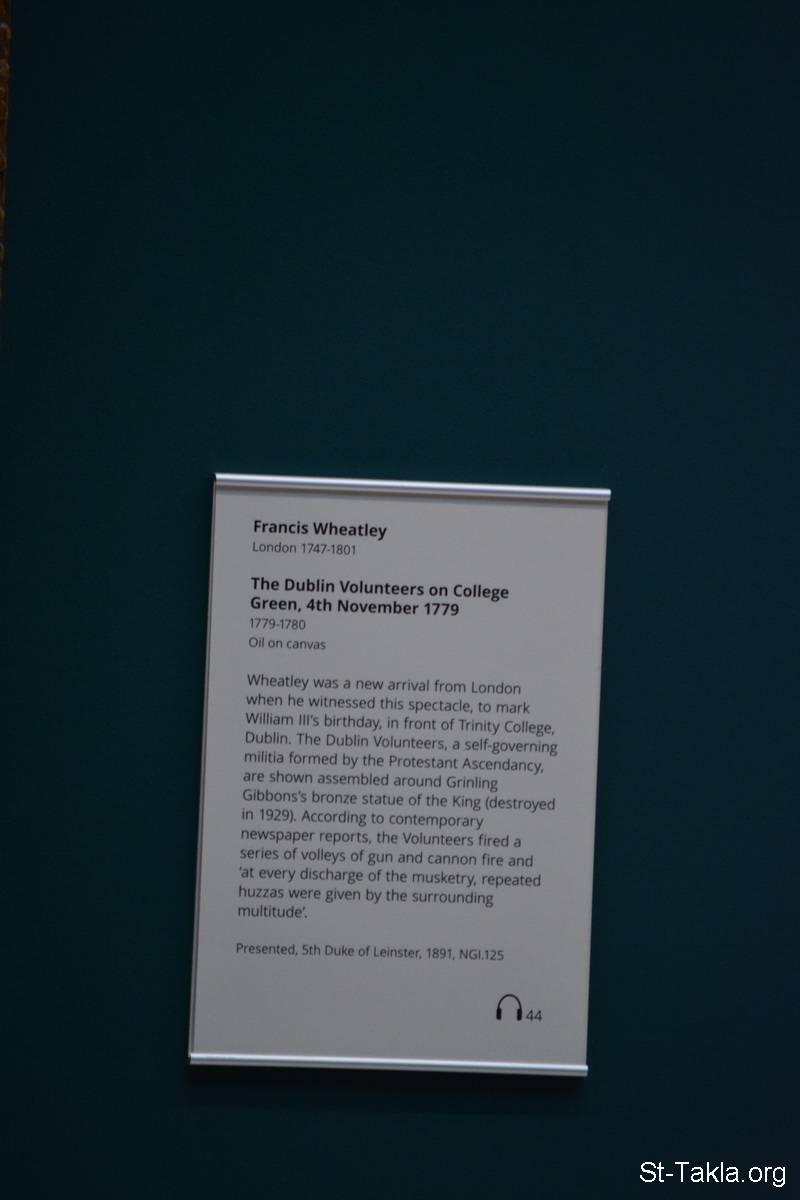 Francis Wheatley
London 1747-1801
The Dublin Volunteers on College
Green, 4th November 1779
1779-1780
Oil on canvas
Wheatley was a new arrival from London
when he witnessed this spectacle, to mark
William III's birthday, in front of Trinity College,
Dublin. The Dublin Volunteers, a self-governing
militia formed by the Protestant Ascendancy,
are shown assembled around Grinling
Gibbons's bronze statue of the King (destroyed
in 1929). According to contemporary
newspaper reports, the Volunteers fired a
series of volleys of gun and cannon fire and
'at every discharge of the musketry, repeated
huzzas were given by the surrounding
multitude'.
Presented, 5th Duke of Leinster, 1891, NGI.125
44
St-Takla.org